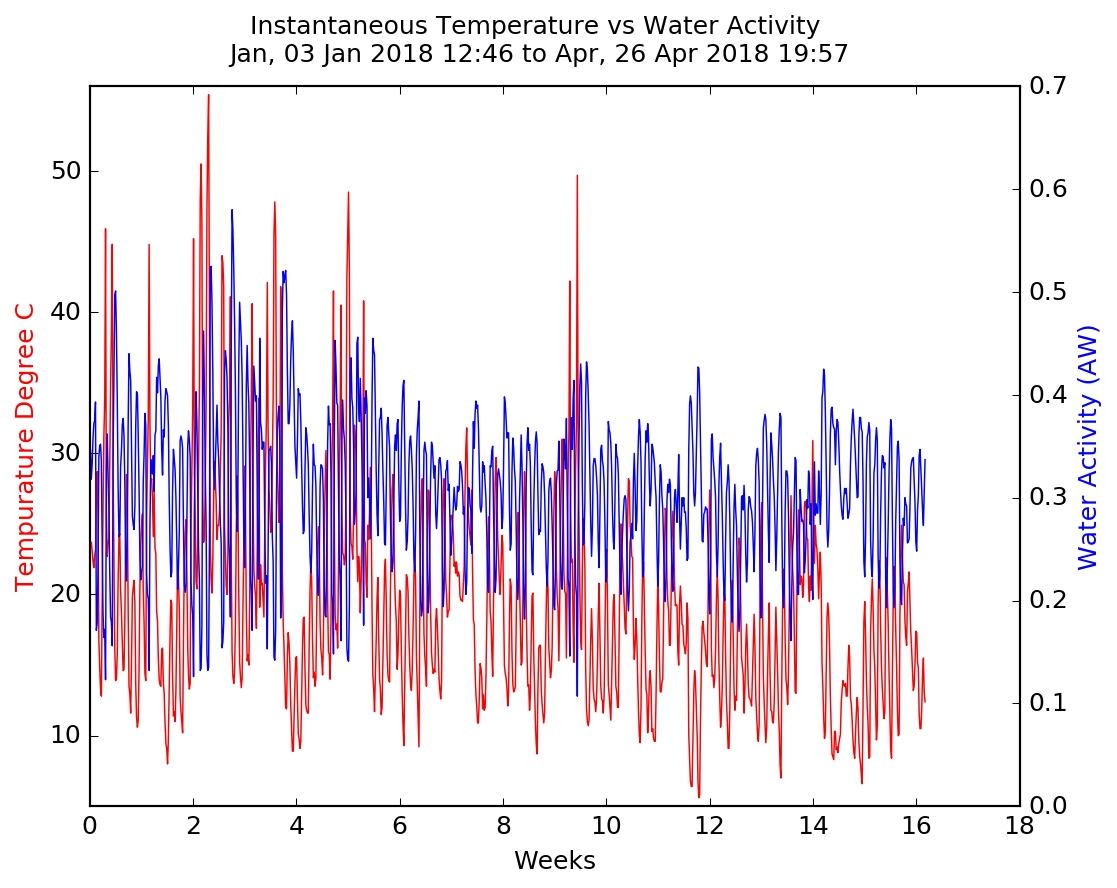 Instantaneous Temperature vs Water Activity
Jan, 03 Jan 2018 12:46 to Apr, 26 Apr 2018 19:57
Tempurature Degree C
50
40
30
20
10
0.7
0.6
0.5
0.4
0.3
0.2
0.1
0.0
Water Activity (AW)
0 2 4 6 8 10 12 14 16 18
Weeks